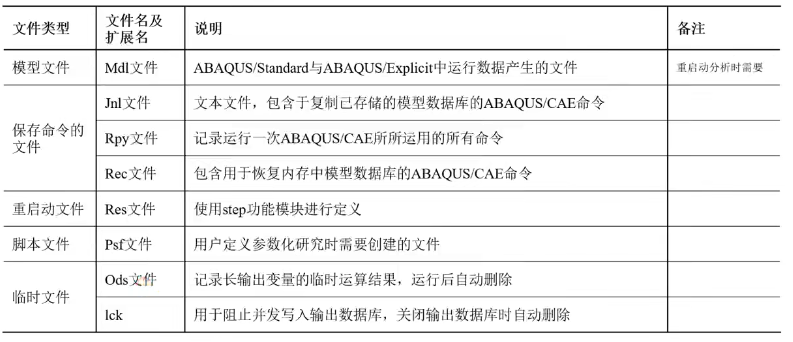 文件类型 文件名及扩展名 说明 备注
模型文件 Mdl文件 ABAQUS/Standard与ABAQUS/Explicit中运行数据产生的文件 重启动分析时需要
保存命令的文件 Jnl文件 文本文件，包含于复制已存储的模型数据库的ABAQUS/CAE命令
Rpy文件 记录运行一次ABAQUS/CAE所所运用的所有命令
Rec文件 包含用于恢复内存中模型数据库的ABAQUS/CAE命令
重启动文件 Res文件 使用step功能模块进行定义
脚本文件 Psf文件 用户定义参数化研究时需要创建的文件
临时文件 Ods文件 记录长输出变量的临时运算结果，运行后自动删除
lck 用于阻止并发写入输出数据库，关闭输出数据库时自动删除